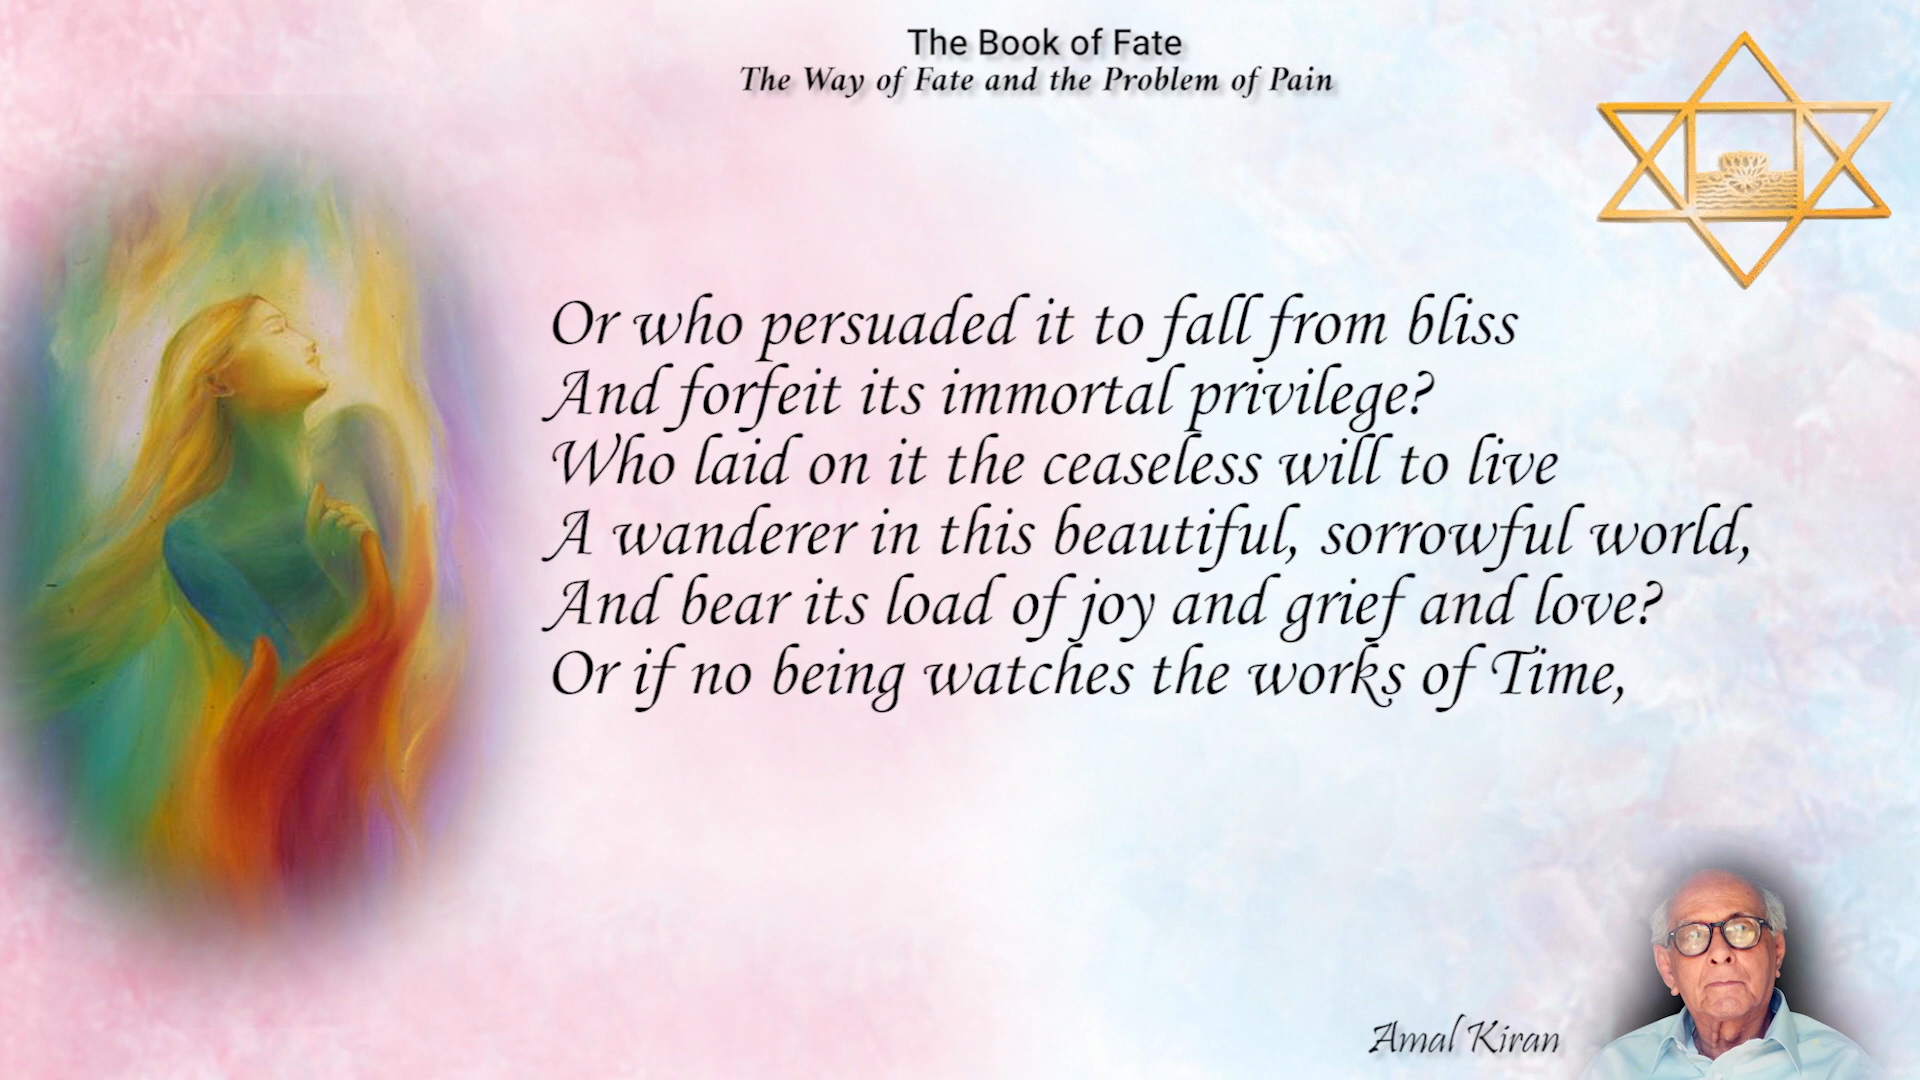 The Book of Fate
The Way of Fate and the Problem of Pain
Or who persuaded it to fall from bliss
And forfeit its immortal privilege?
Who laid on it the ceaseless will to live
A wanderer in this beautiful, sorrowful world,
And bear its load of joy and grief and love?
Or if no being watches the works of Time,
Amal Kiran